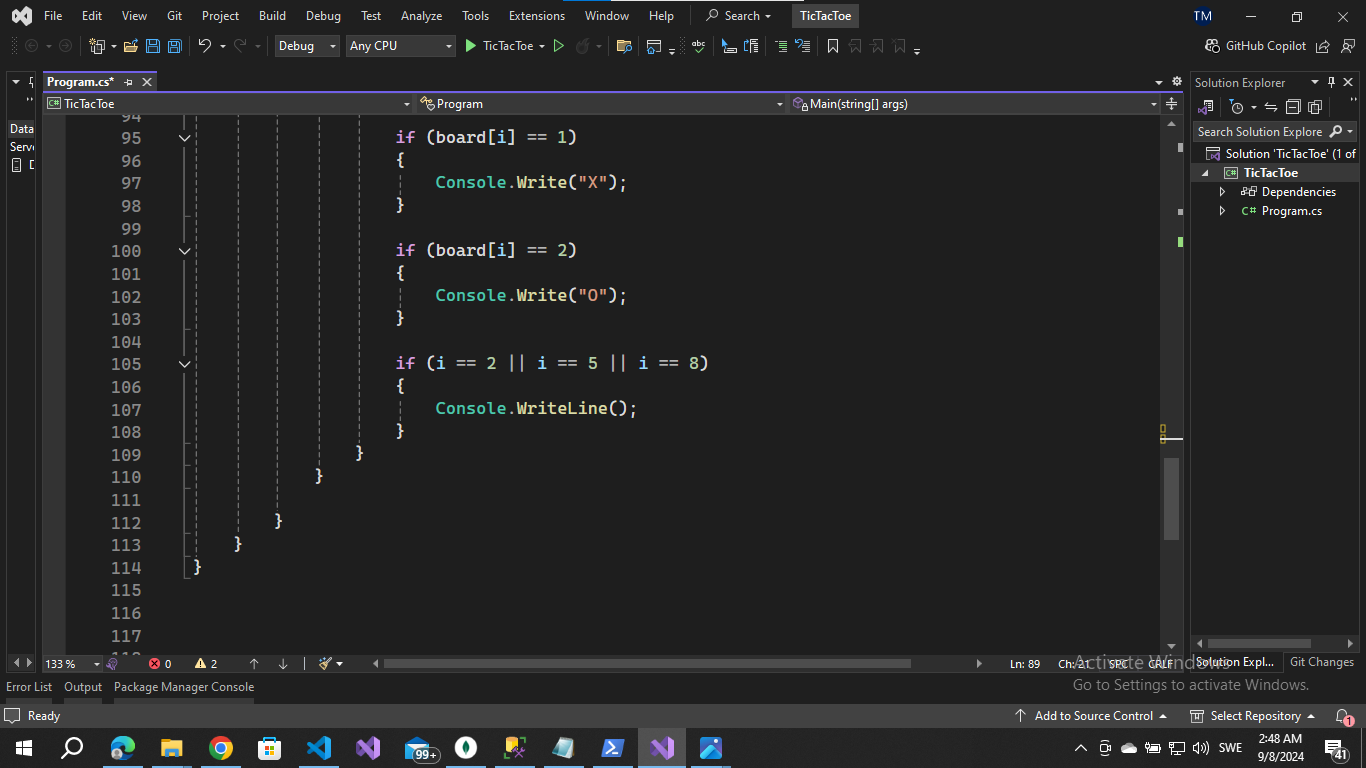 File Edit View Git Project Build Debug Test Analyze Tools Extensions Window Help Search TicTacToe TM
Debug Any CPU TicTacToe abc GitHub Copilot
Program.cs*
Solution Explorer
C# TicTacToe Program Main(string[] args)
Data
Serv
Search Solution Explore
Solution 'TicTacToe' (1 of
C# TicTacToe
Dependencies
C# Program.cs
94
95 if (board[i] == 1)
96 {
97 Console.Write("X");
98 }
99
100 if (board[i] == 2)
101 {
102 Console.Write("O");
103 }
104
105 if (i == 2 || i == 5 || i == 8)
106 {
107 Console.WriteLine();
108 }
109 }
110 }
111
112 }
113 }
114 }
115
116
117
133 % 0 2 Ln: 89 Ch: 21 SPC CRLF
Solution Expl... Git Changes
Activate Windows
Go to Settings to activate Windows.
Error List Output Package Manager Console
Ready Add to Source Control Select Repository 1
99+ SWE 2:48 AM
9/8/2024 41